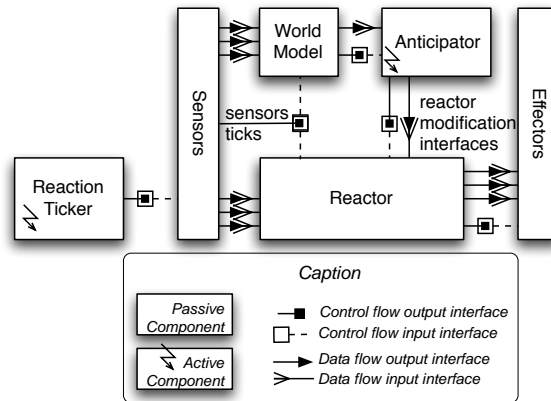 World
Model
Anticipator
Sensors
Effectors
sensors
ticks
reactor
modification
interfaces
Reaction
Ticker
Reactor
Caption
Passive
Component
Active
Component
Control flow output interface
Control flow input interface
Data flow output interface
Data flow input interface